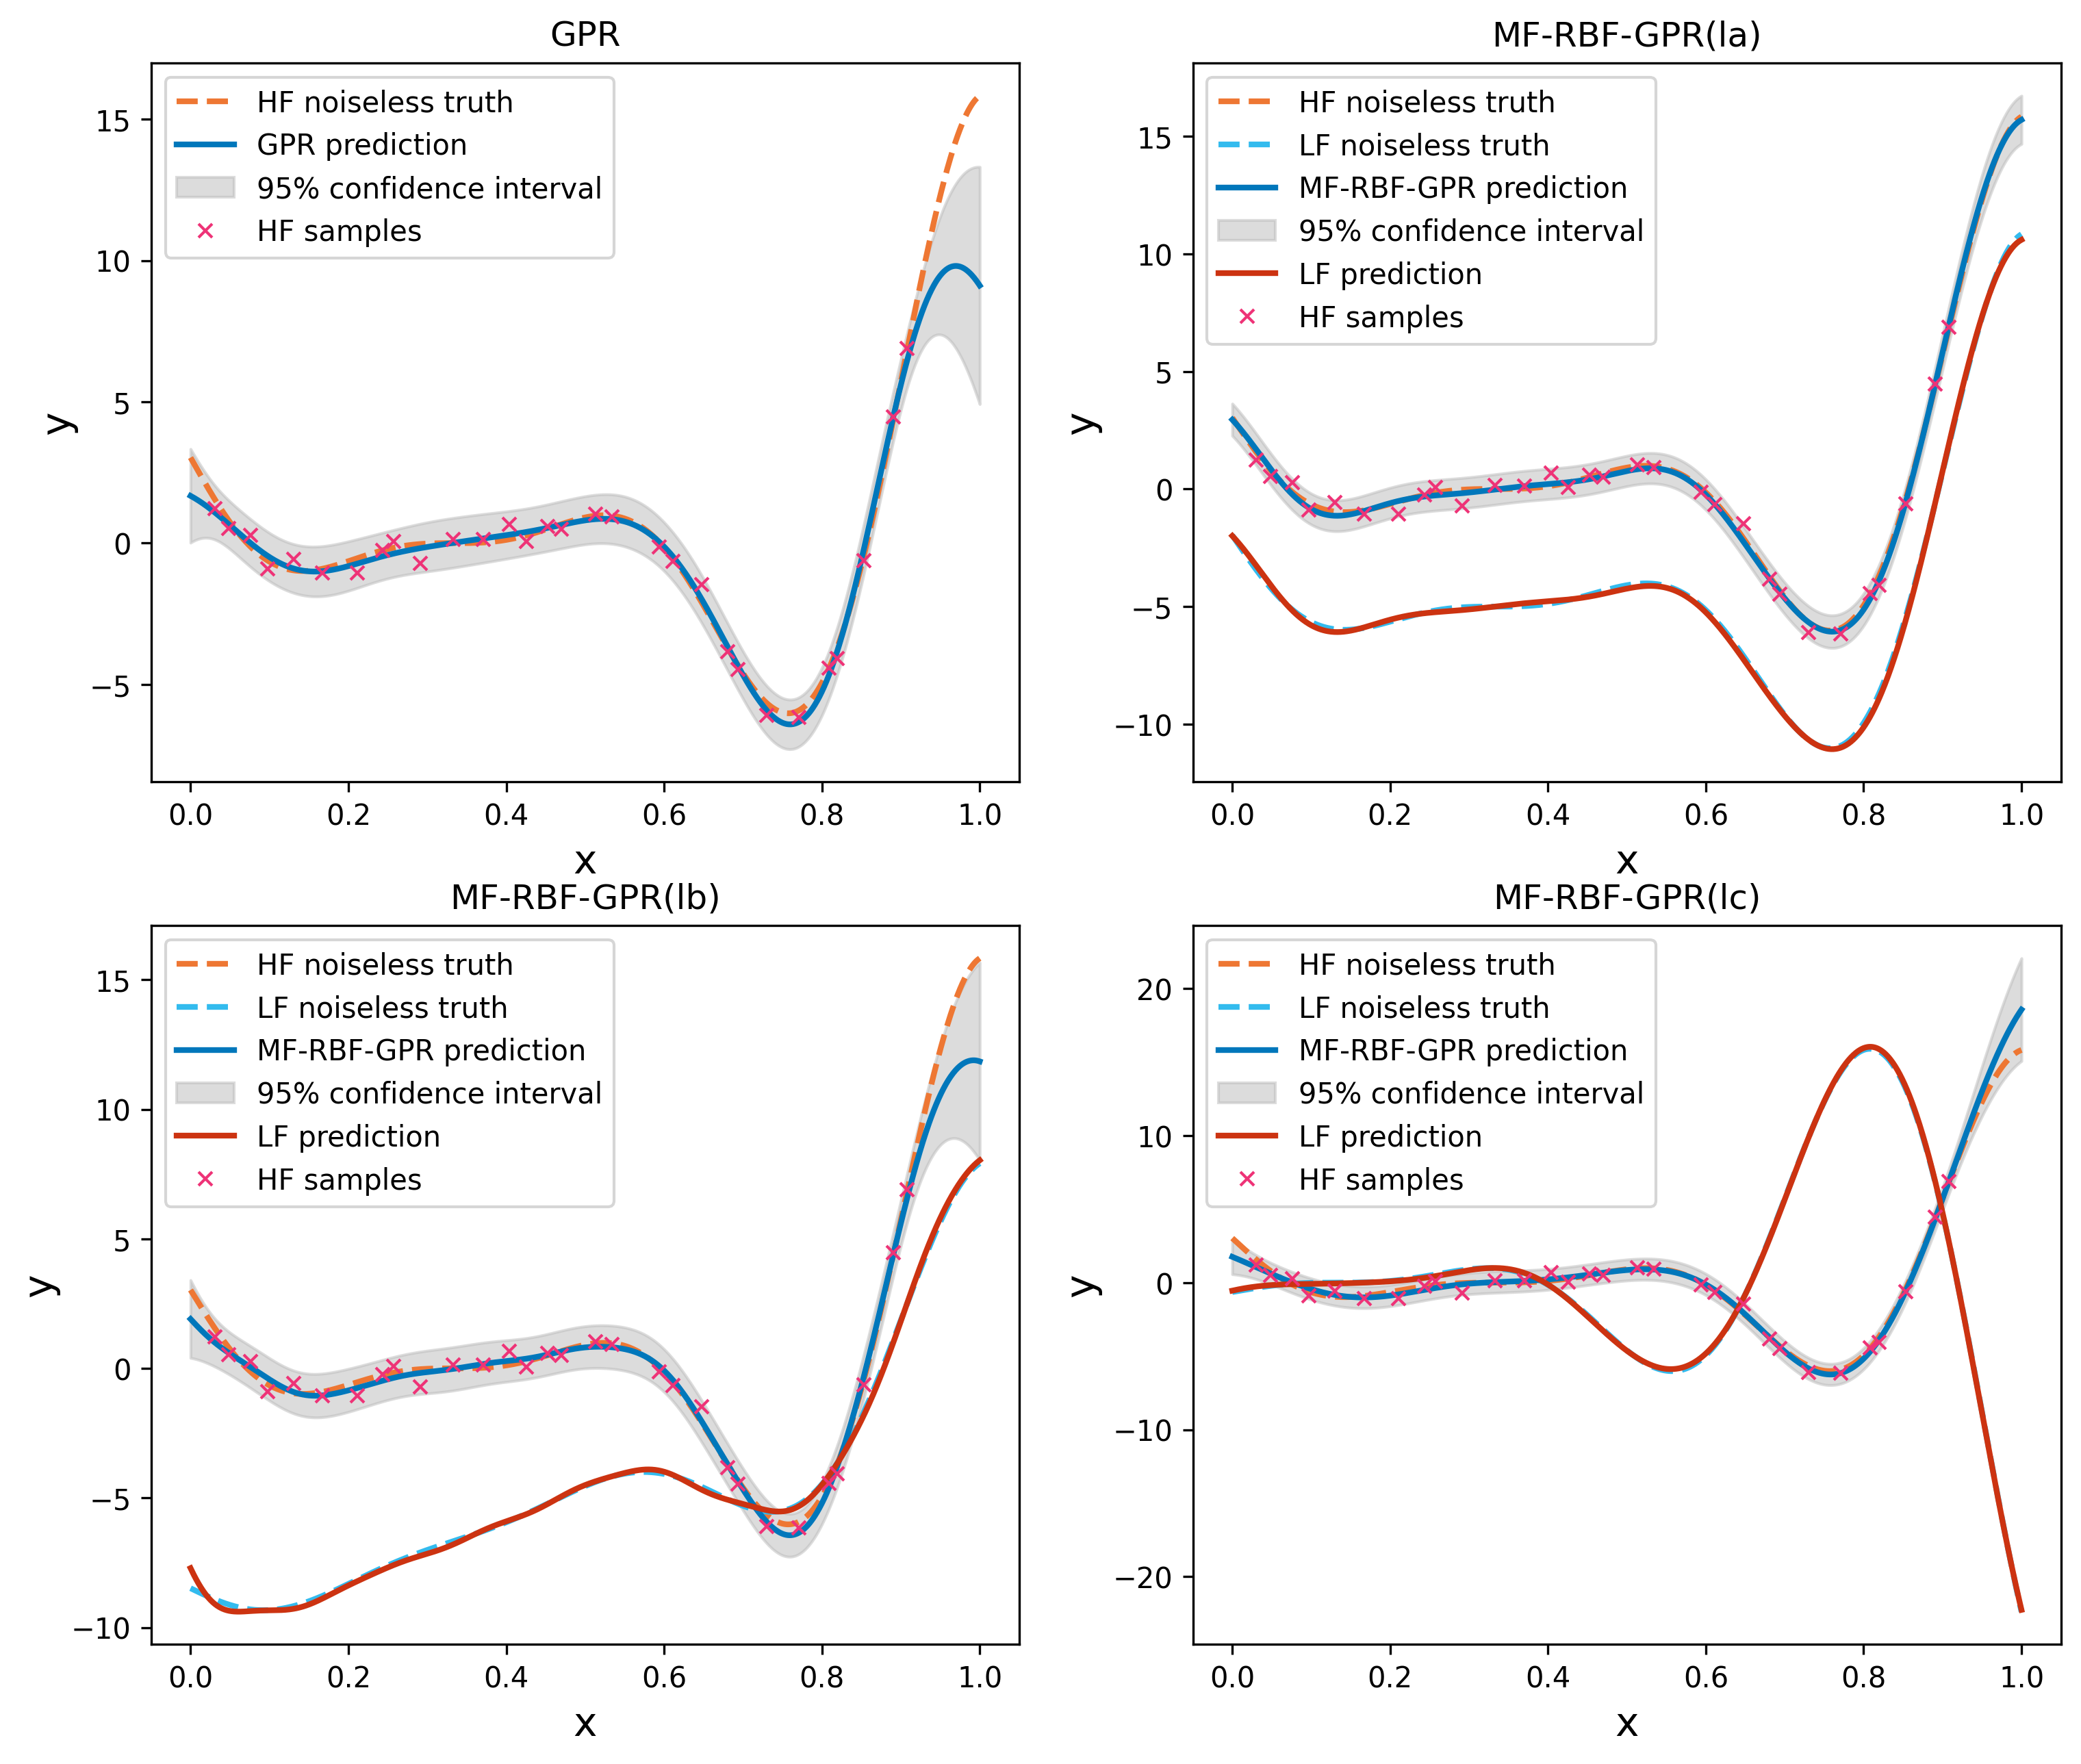 GPR
HF noiseless truth
GPR prediction
95% confidence interval
HF samples
15
10
5
0
−5
y
0.0 0.2 0.4 0.6 0.8 1.0
x
MF-RBF-GPR(la)
HF noiseless truth
LF noiseless truth
MF-RBF-GPR prediction
95% confidence interval
LF prediction
HF samples
15
10
5
0
−5
−10
y
0.0 0.2 0.4 0.6 0.8 1.0
x
MF-RBF-GPR(lb)
HF noiseless truth
LF noiseless truth
MF-RBF-GPR prediction
95% confidence interval
LF prediction
HF samples
15
10
5
0
−5
−10
y
0.0 0.2 0.4 0.6 0.8 1.0
x
MF-RBF-GPR(lc)
HF noiseless truth
LF noiseless truth
MF-RBF-GPR prediction
95% confidence interval
LF prediction
HF samples
20
10
0
−10
−20
y
0.0 0.2 0.4 0.6 0.8 1.0
x